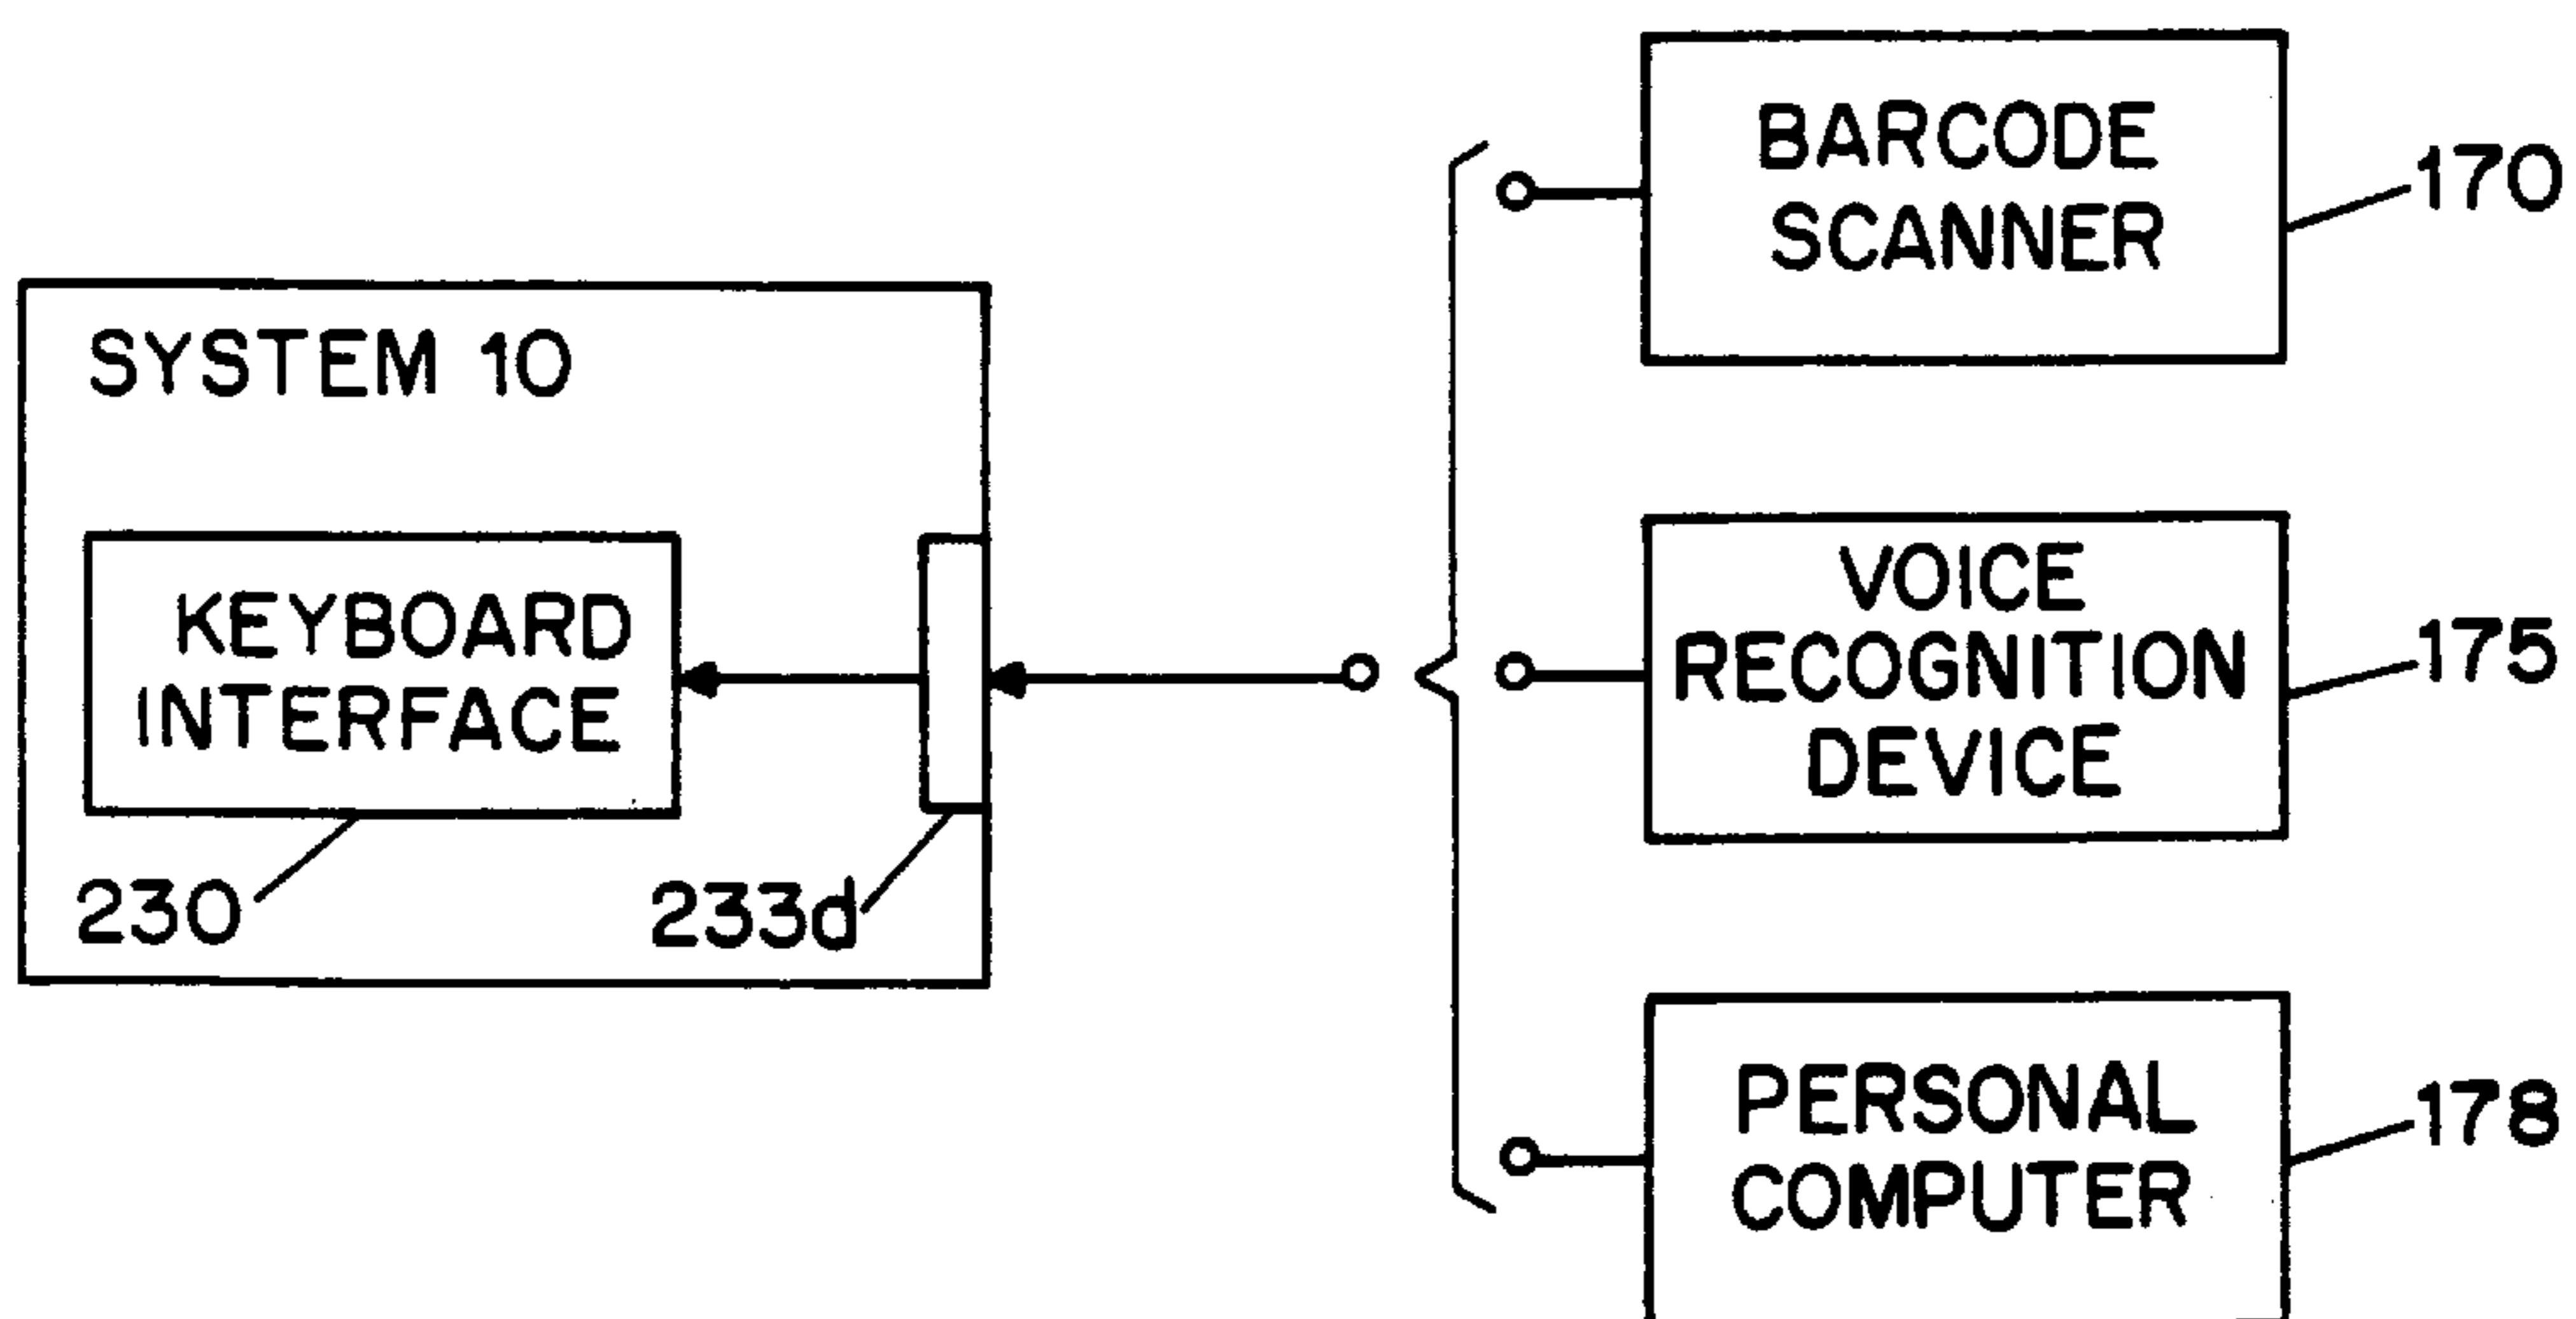 SYSTEM 10
KEYBOARD
INTERFACE
230
233d
BARCODE
SCANNER
170
VOICE
RECOGNITION
DEVICE
175
PERSONAL
COMPUTER
178